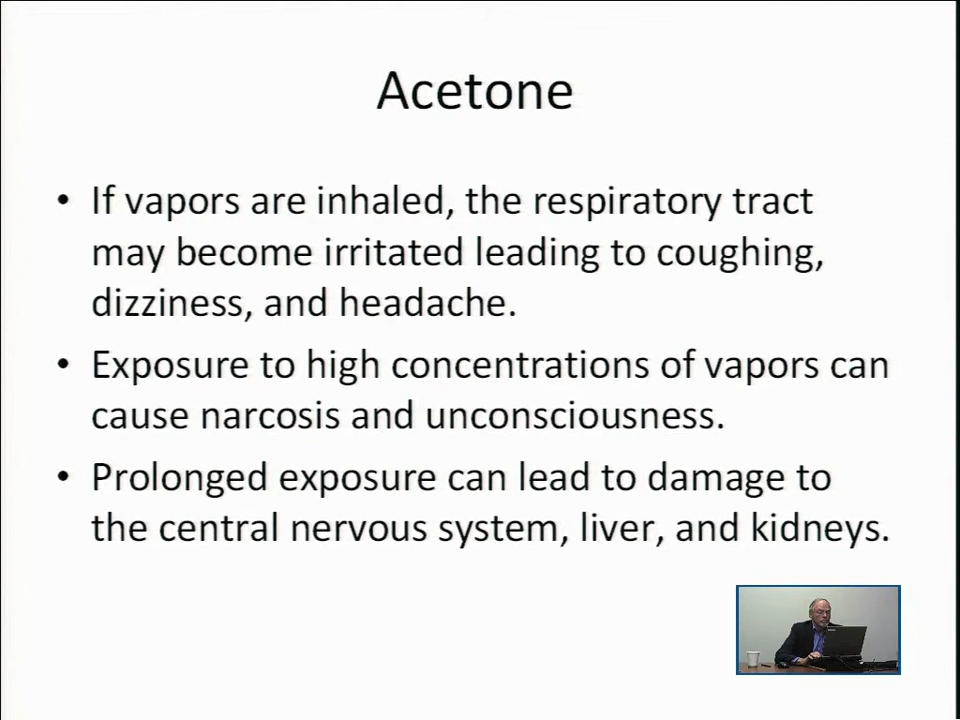 Acetone
• If vapors are inhaled, the respiratory tract
may become irritated leading to coughing,
dizziness, and headache.
• Exposure to high concentrations of vapors can
cause narcosis and unconsciousness.
• Prolonged exposure can lead to damage to
the central nervous system, liver, and kidneys.